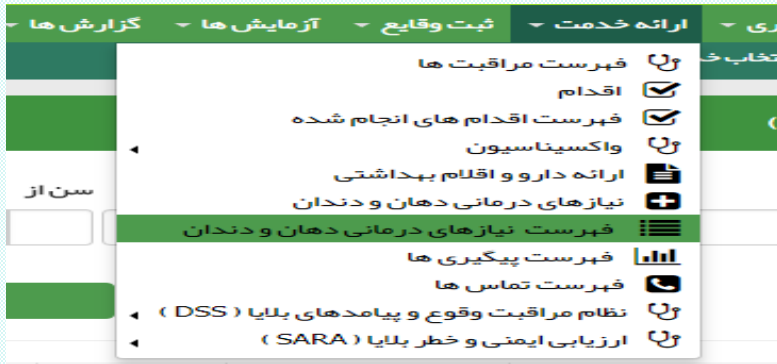 ری ارائه خدمت ثبت وقایع آزمایش ها گزارش ها
فهرست مراقبت ها
اقدام
فهرست اقدام های انجام شده
واکسیناسیون
ارائه دارو و اقلام بهداشتی
نیازهای درمانی دهان و دندان
فهرست نیازهای درمانی دهان و دندان
فهرست پیگیری ها
فهرست تماس ها
نظام مراقبت وقوع و پیامدهای بلایا ( DSS )
ارزیابی ایمنی و خطر بلایا ( SARA )
سن از